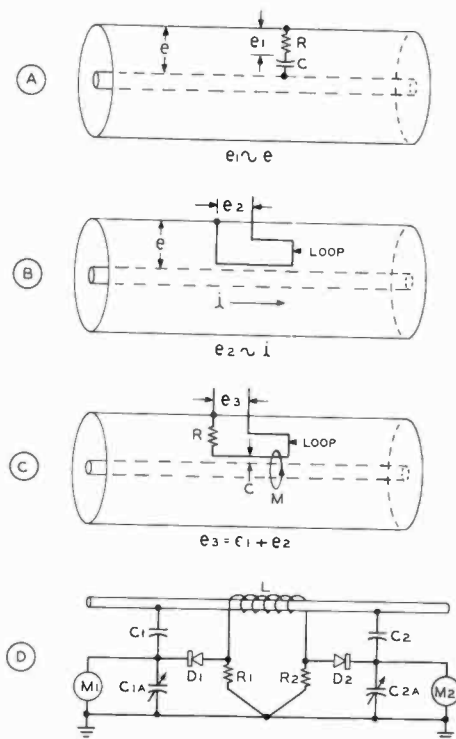 e
e1
R
C
A
e1 ~ e
e2
e
LOOP
B
i
e2 ~ i
e3
R
LOOP
C
C
M
e3 = e1 + e2
L
C1
C2
D
D1
D2
M1
C1A
R1
R2
C2A
M2